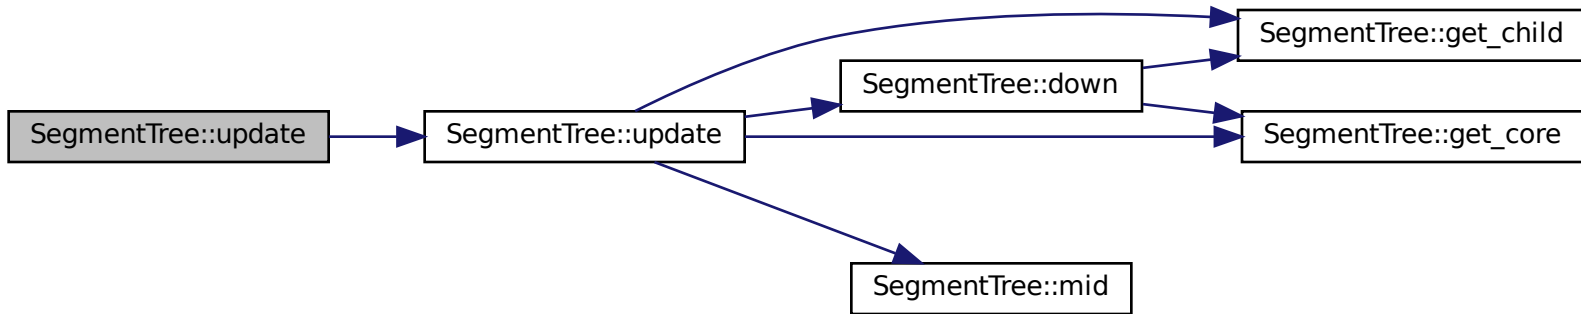 SegmentTree::update
SegmentTree::update
SegmentTree::down
SegmentTree::get_child
SegmentTree::get_core
SegmentTree::mid